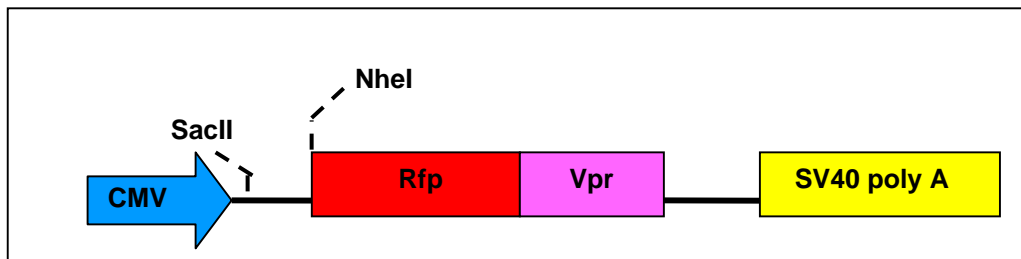 NheI
SacII
CMV
Rfp
Vpr
SV40 poly A